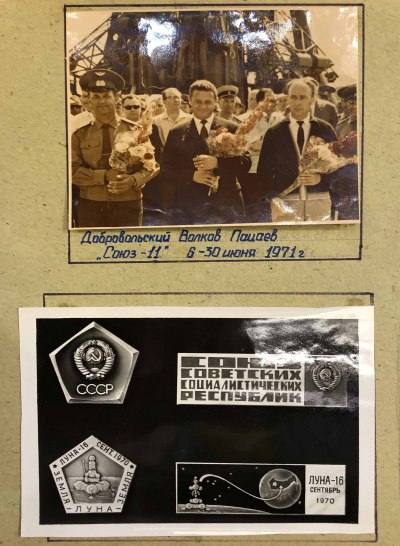 Добровольский Волков Пацаев
„Союз-11" 6-30 июня 1971 г
СССР
СОЮЗ
СОВЕТСКИХ
СОЦИАЛИСТИЧЕСКИХ
РЕСПУБЛИК
ЛУНА-16 СЕНТ. 1970
ЗЕМЛЯ-ЛУНА-ЗЕМЛЯ
ЛУНА-16
СЕНТЯБРЬ
1970